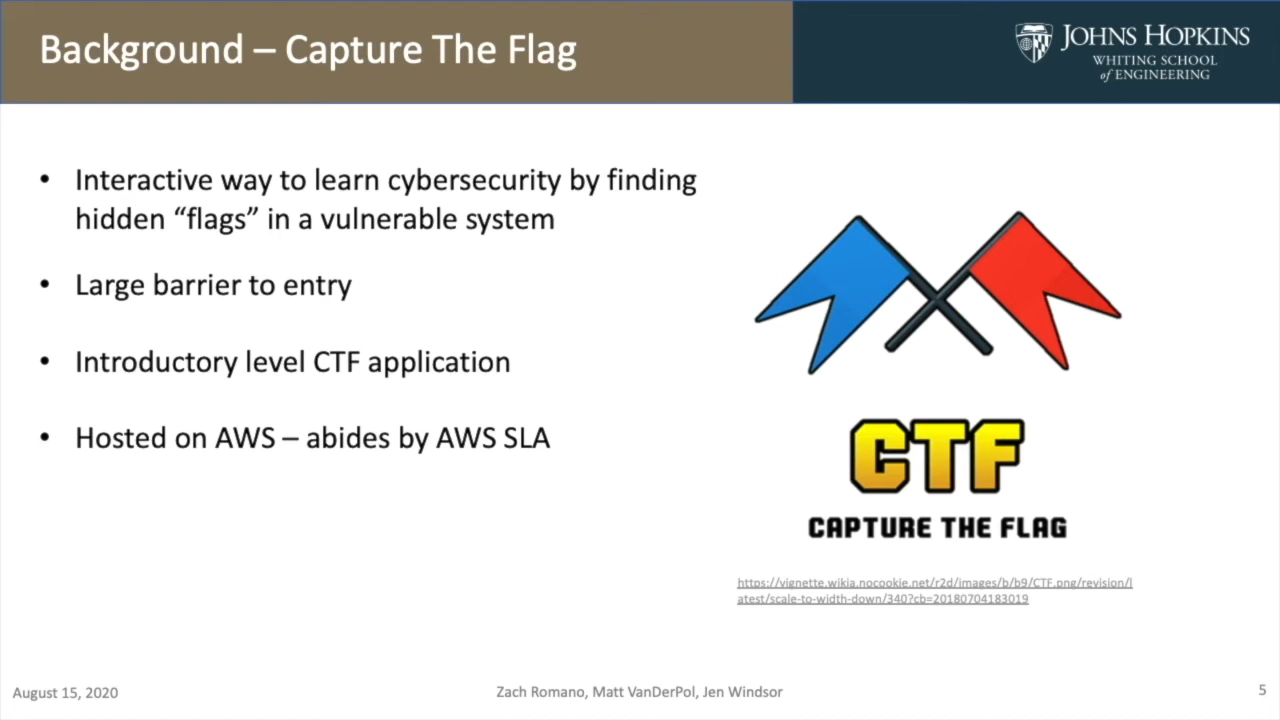 Background – Capture The Flag
JOHNS HOPKINS
WHITING SCHOOL
of ENGINEERING
• Interactive way to learn cybersecurity by finding
hidden “flags” in a vulnerable system
• Large barrier to entry
• Introductory level CTF application
• Hosted on AWS – abides by AWS SLA
CTF
CAPTURE THE FLAG
https://vignette.wikia.nocookie.net/r2d/images/b/b9/CTF.png/revision/l
atest/scale-to-width-down/340?cb=20180704183019
August 15, 2020
Zach Romano, Matt VanDerPol, Jen Windsor
5